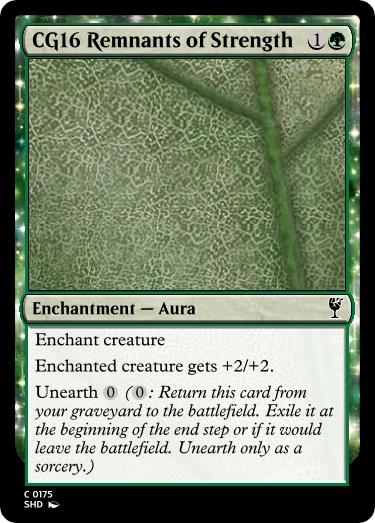 CG16 Remnants of Strength 1
Enchantment — Aura
Enchant creature
Enchanted creature gets +2/+2.
Unearth 0 (0: Return this card from
your graveyard to the battlefield. Exile it at
the beginning of the end step or if it would
leave the battlefield. Unearth only as a
sorcery.)
C 0175
SHD